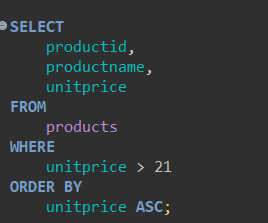 SELECT
    productid,
    productname,
    unitprice
FROM
    products
WHERE
    unitprice > 21
ORDER BY
    unitprice ASC;